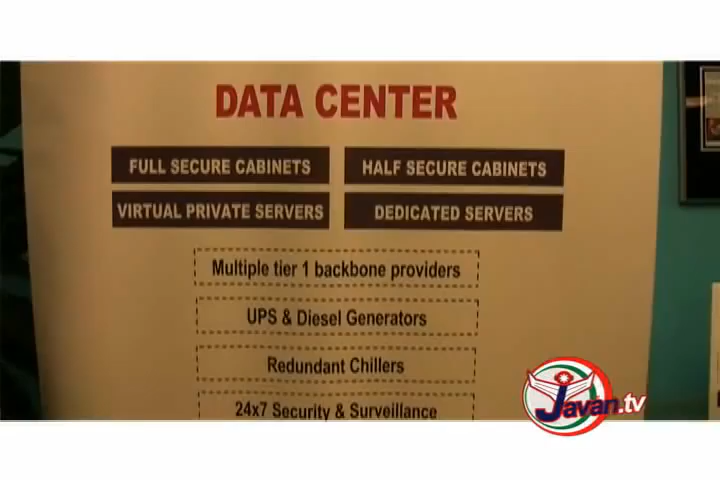 DATA CENTER
FULL SECURE CABINETS
HALF SECURE CABINETS
VIRTUAL PRIVATE SERVERS
DEDICATED SERVERS
Multiple tier 1 backbone providers
UPS & Diesel Generators
Redundant Chillers
24x7 Security & Surveillance
Javan.tv